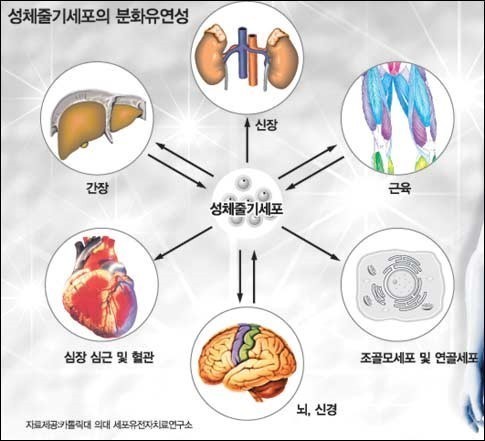 성체줄기세포의 분화유연성
신장
간장
근육
성체줄기세포
심장 심근 및 혈관
조골모세포 및 연골세포
뇌, 신경
자료제공:카톨릭대 의대 세포유전자치료연구소